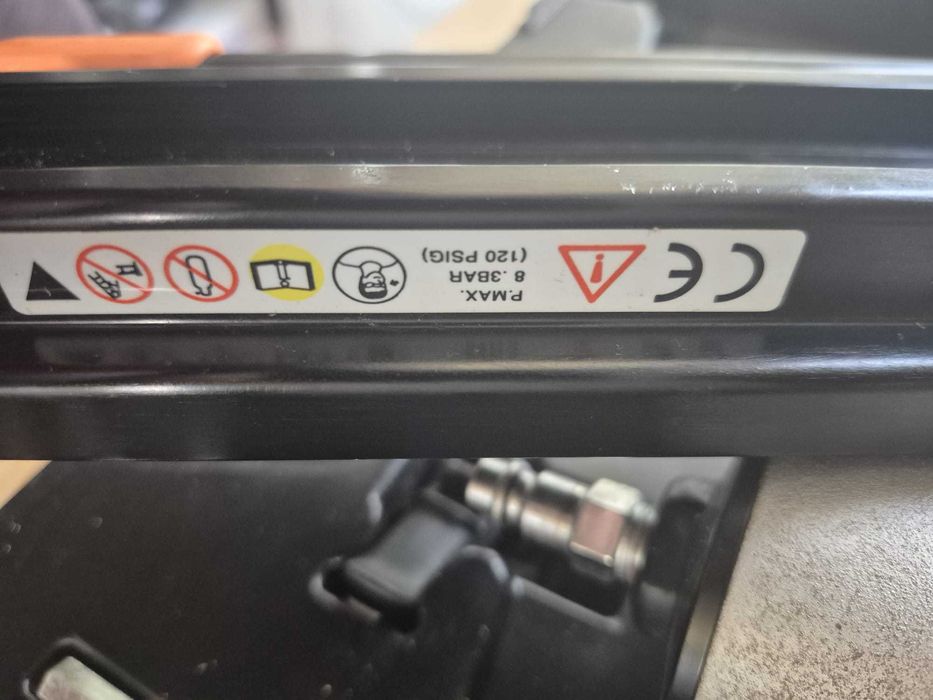 CE
P.MAX.
8 .3BAR
(120 PSIG)